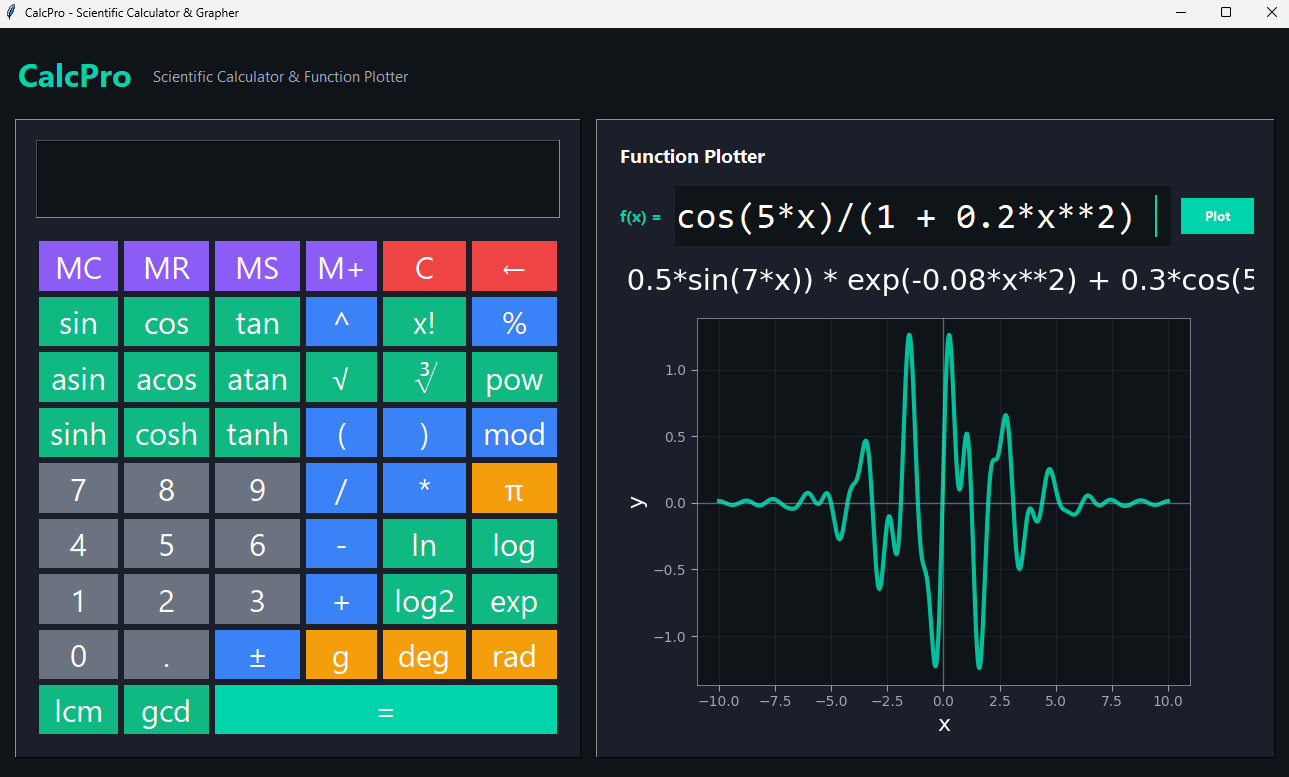 CalcPro - Scientific Calculator & Grapher
CalcPro Scientific Calculator & Function Plotter
MC MR MS M+ C ←
sin cos tan ^ x! %
asin acos atan √ ∛ pow
sinh cosh tanh ( ) mod
7 8 9 / * π
4 5 6 - ln log
1 2 3 + log2 exp
0 . ± g deg rad
lcm gcd =
Function Plotter
f(x) = cos(5*x)/(1 + 0.2*x**2) Plot
0.5*sin(7*x)) * exp(-0.08*x**2) + 0.3*cos(5
1.0
0.5
0.0
−0.5
−1.0
y
−10.0 −7.5 −5.0 −2.5 0.0 2.5 5.0 7.5 10.0
x